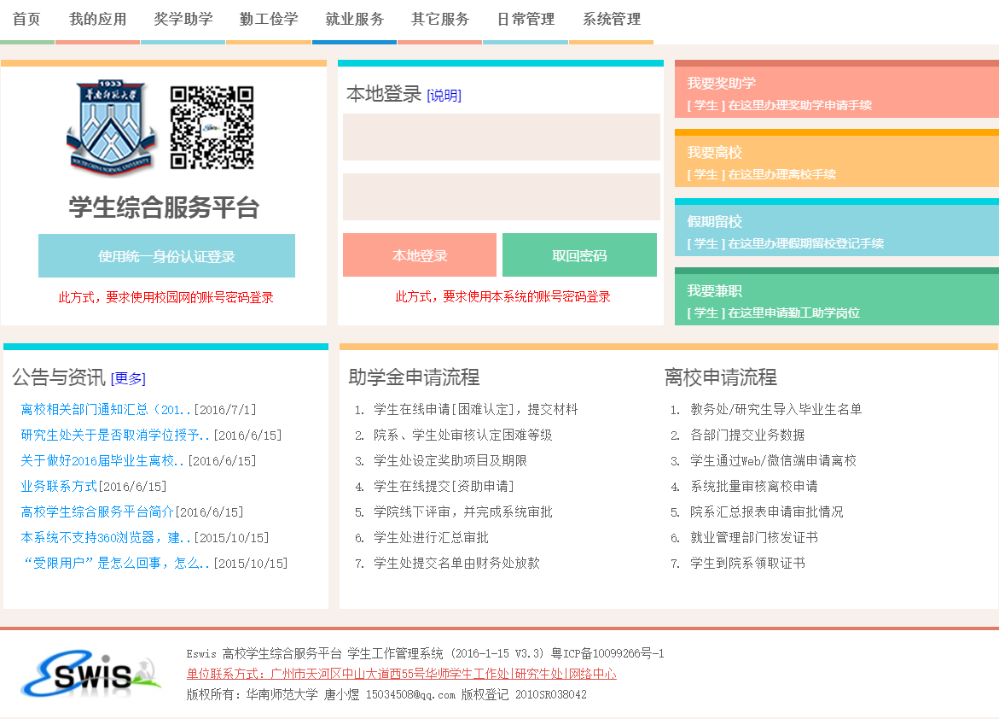 首页 我的应用 奖学助学 勤工俭学 就业服务 其它服务 日常管理 系统管理
1933
华南师范大学
SOUTH CHINA NORMAL UNIVERSITY
学生综合服务平台
使用统一身份认证登录
此方式，要求使用校园网的账号密码登录
本地登录 [说明]
本地登录 取回密码
此方式，要求使用本系统的账号密码登录
我要奖助学
[ 学生 ] 在这里办理奖助学申请手续
我要离校
[ 学生 ] 在这里办理离校手续
假期留校
[ 学生 ] 在这里办理假期留校登记手续
我要兼职
[ 学生 ] 在这里申请勤工助学岗位
公告与资讯 [更多]
离校相关部门通知汇总（201..[2016/7/1]
研究生处关于是否取消学位授予..[2016/6/15]
关于做好2016届毕业生离校..[2016/6/15]
业务联系方式[2016/6/15]
高校学生综合服务平台简介[2016/6/15]
本系统不支持360浏览器，建..[2015/10/15]
“受限用户”是怎么回事，怎么..[2015/10/15]
助学金申请流程
1. 学生在线申请[困难认定]，提交材料
2. 院系、学生处审核认定困难等级
3. 学生处设定奖助项目及期限
4. 学生在线提交[资助申请]
5. 学院线下评审，并完成系统审批
6. 学生处进行汇总审批
7. 学生处提交名单由财务处放款
离校申请流程
1. 教务处/研究生导入毕业生名单
2. 各部门提交业务数据
3. 学生通过Web/微信端申请离校
4. 系统批量审核离校申请
5. 院系汇总报表申请审批情况
6. 就业管理部门核发证书
7. 学生到院系领取证书
Eswis
Eswis 高校学生综合服务平台 学生工作管理系统 (2016-1-15 V3.3) 粤ICP备10099266号-1
单位联系方式：广州市天河区中山大道西55号华师学生工作处|研究生处|网络中心
版权所有：华南师范大学 唐小煜 15034508@qq.com 版权登记 2010SR038042